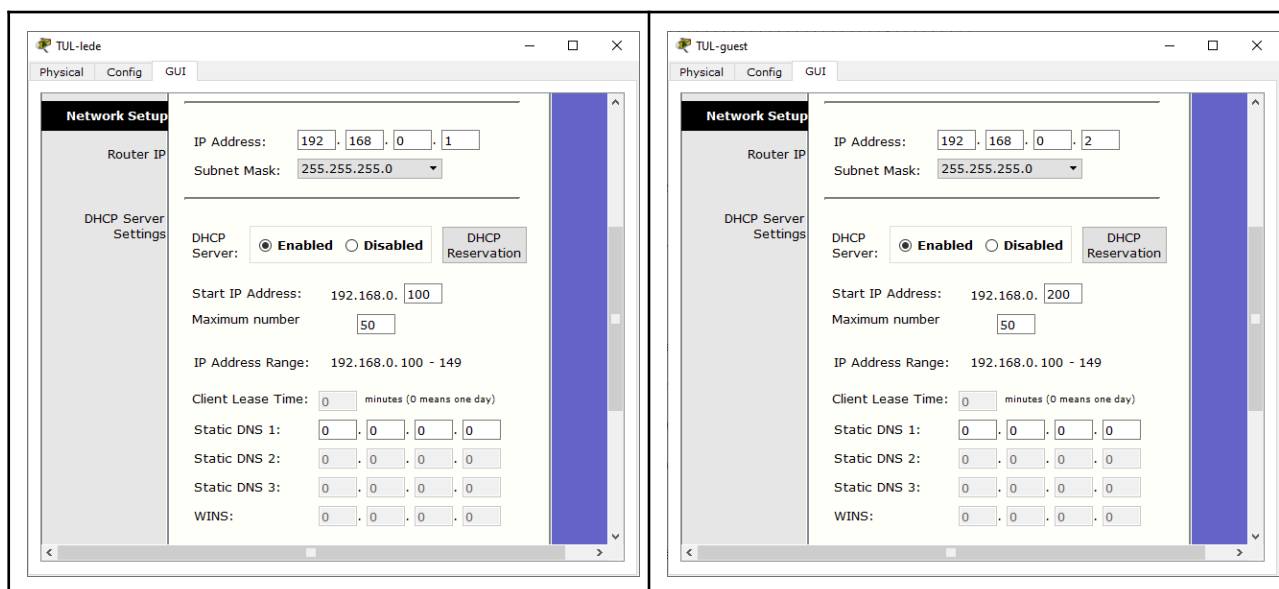 TUL-lede
Physical Config GUI
Network Setup
Router IP
IP Address: 192 . 168 . 0 . 1
Subnet Mask: 255.255.255.0
DHCP Server Settings
DHCP Server: Enabled Disabled DHCP Reservation
Start IP Address: 192.168.0. 100
Maximum number 50
IP Address Range: 192.168.0.100 - 149
Client Lease Time: 0 minutes (0 means one day)
Static DNS 1: 0 . 0 . 0 . 0
Static DNS 2: 0 . 0 . 0 . 0
Static DNS 3: 0 . 0 . 0 . 0
WINS: 0 . 0 . 0 . 0
TUL-guest
Physical Config GUI
Network Setup
Router IP
IP Address: 192 . 168 . 0 . 2
Subnet Mask: 255.255.255.0
DHCP Server Settings
DHCP Server: Enabled Disabled DHCP Reservation
Start IP Address: 192.168.0. 200
Maximum number 50
IP Address Range: 192.168.0.100 - 149
Client Lease Time: 0 minutes (0 means one day)
Static DNS 1: 0 . 0 . 0 . 0
Static DNS 2: 0 . 0 . 0 . 0
Static DNS 3: 0 . 0 . 0 . 0
WINS: 0 . 0 . 0 . 0